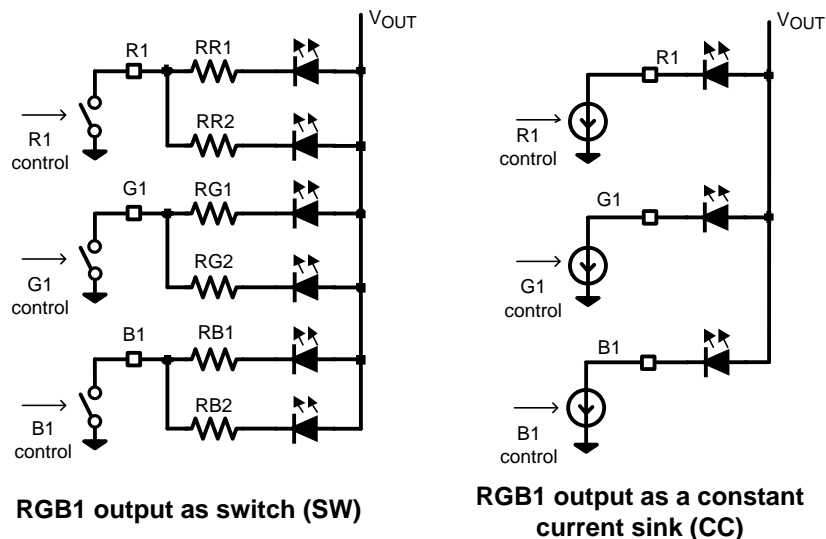 VOUT
R1
RR1
RR2
R1
control
G1
RG1
RG2
G1
control
B1
RB1
RB2
B1
control
RGB1 output as switch (SW)
VOUT
R1
R1
control
G1
G1
control
B1
B1
control
RGB1 output as a constant
current sink (CC)